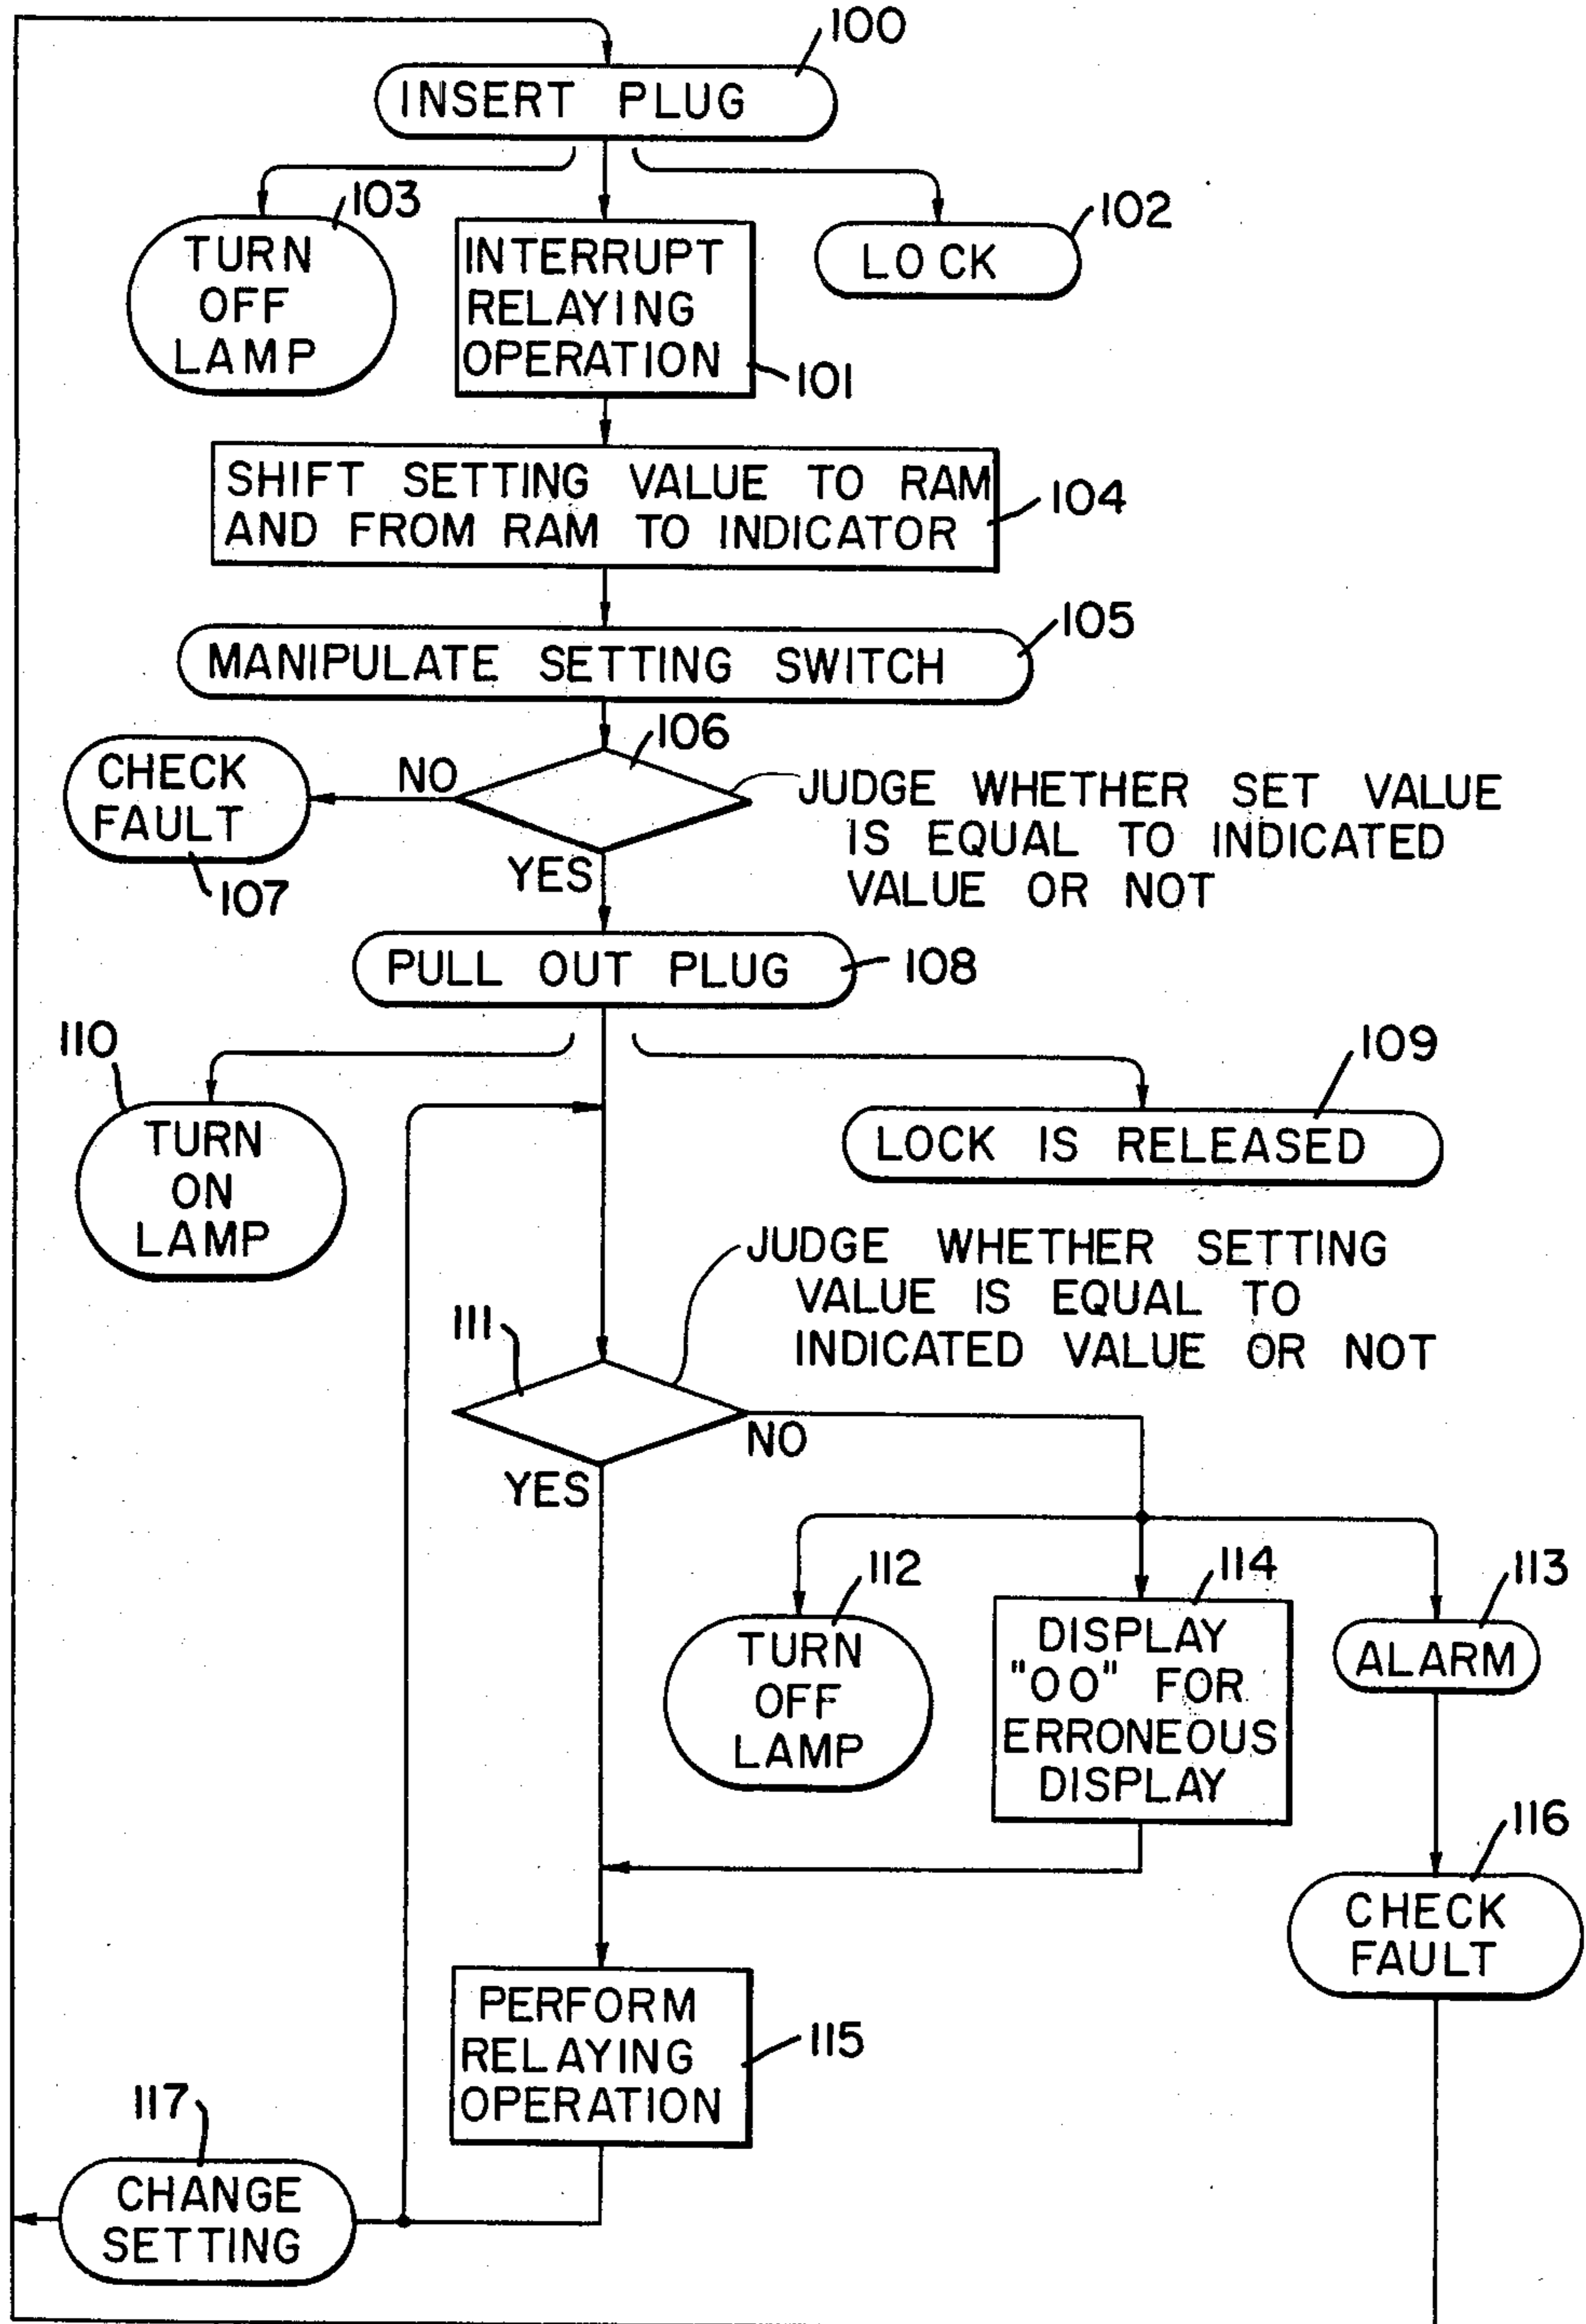 100
INSERT PLUG
103
TURN
OFF
LAMP
INTERRUPT
RELAYING
OPERATION
101
102
LOCK
SHIFT SETTING VALUE TO RAM
AND FROM RAM TO INDICATOR
104
105
MANIPULATE SETTING SWITCH
106
NO
CHECK
FAULT
107
JUDGE WHETHER SET VALUE
IS EQUAL TO INDICATED
VALUE OR NOT
YES
PULL OUT PLUG
108
110
TURN
ON
LAMP
109
LOCK IS RELEASED
JUDGE WHETHER SETTING
VALUE IS EQUAL TO
INDICATED VALUE OR NOT
111
NO
YES
112
TURN
OFF
LAMP
114
DISPLAY
"00" FOR
ERRONEOUS
DISPLAY
113
ALARM
116
CHECK
FAULT
PERFORM
RELAYING
OPERATION
115
117
CHANGE
SETTING